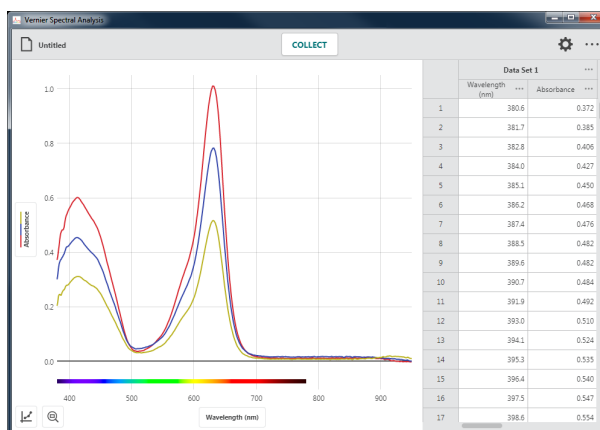 Vernier Spectral Analysis
Untitled
COLLECT
...
Data Set 1 ...
Wavelength (nm) ... Absorbance ...
1 380.6 0.372
2 381.7 0.385
3 382.8 0.406
4 384.0 0.427
5 385.1 0.450
6 386.2 0.468
7 387.4 0.476
8 388.5 0.482
9 389.6 0.482
10 390.7 0.484
11 391.9 0.492
12 393.0 0.510
13 394.1 0.524
14 395.3 0.535
15 396.4 0.540
16 397.5 0.547
17 398.6 0.554
Absorbance
1.0
0.8
0.6
0.4
0.2
0.0
400 500 600 700 800 900
Wavelength (nm)